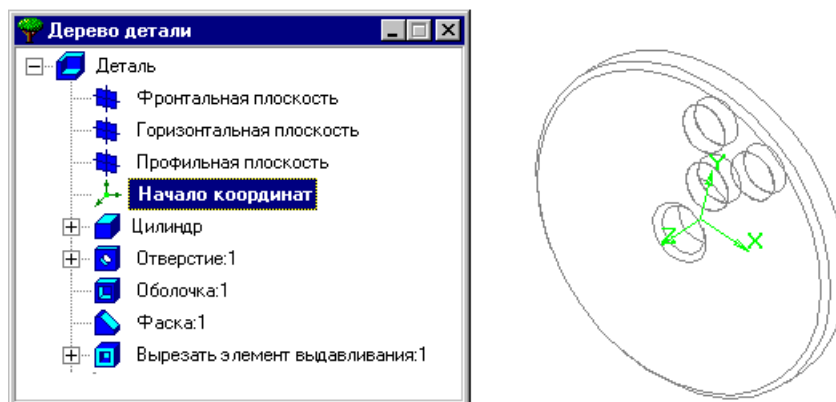 Дерево детали
Деталь
Фронтальная плоскость
Горизонтальная плоскость
Профильная плоскость
Начало координат
Цилиндр
Отверстие:1
Оболочка:1
Фаска:1
Вырезать элемент выдавливания:1
Y
Z
X